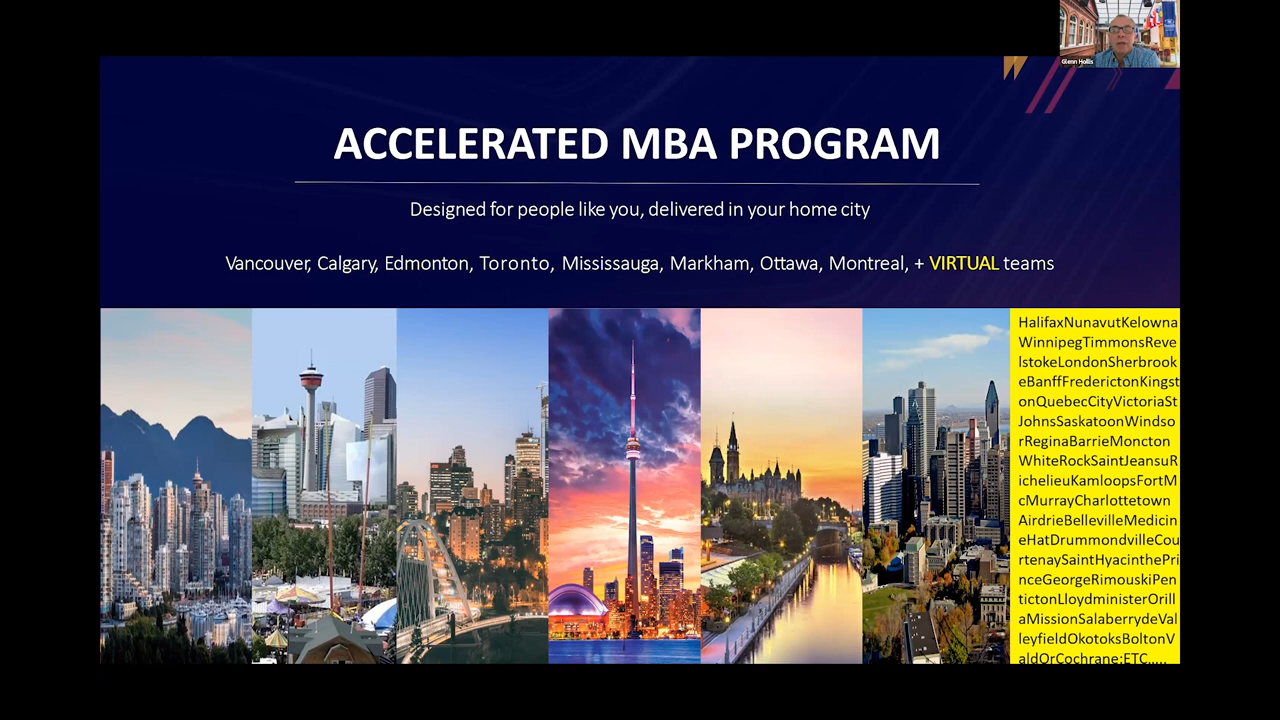 Glenn Hollis
ACCELERATED MBA PROGRAM
Designed for people like you, delivered in your home city
Vancouver, Calgary, Edmonton, Toronto, Mississauga, Markham, Ottawa, Montreal, + VIRTUAL teams
HalifaxNunavutKelowna
WinnipegTimmonsReve
lstokeLondonSherbrook
eBanffFrederictonKingst
onQuebecCityVictoriaSt
JohnsSaskatoonWindso
rReginaBarrieMoncton
WhiteRockSaintJeansuR
ichelieuKamloopsFortM
cMurrayCharlottetown
AirdrieBellevilleMedicin
eHatDrummondvilleCou
rtenaySaintHyacinthePri
nceGeorgeRimouskiPen
tictonLloydministerOrill
aMissionSalaberrydeVal
leyfieldOkotoksBoltonV
aldOrCochrane;ETC.....